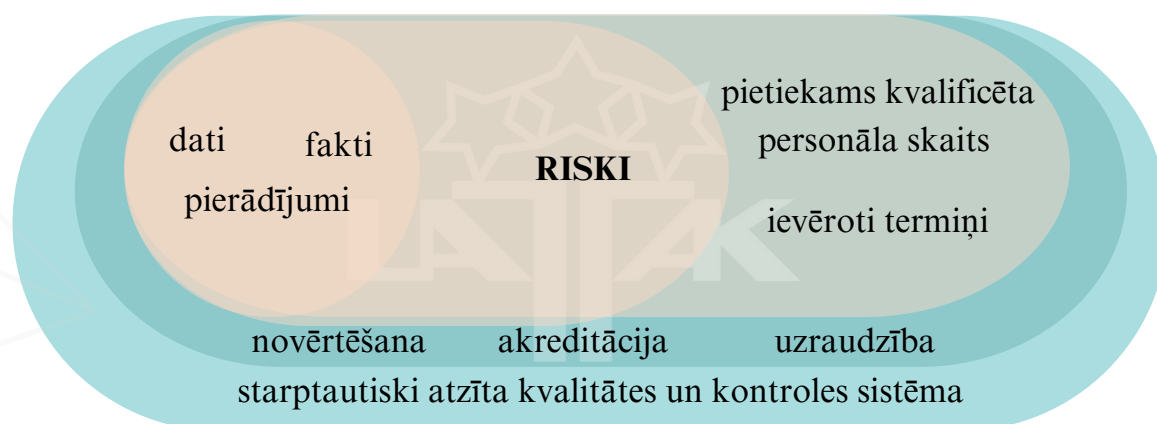 pietiekams kvalificēta
personāla skaits
dati fakti
pierādījumi
RISKI
ievēroti termiņi
LATAK
novērtēšana akreditācija uzraudzība
starptautiski atzīta kvalitātes un kontroles sistēma